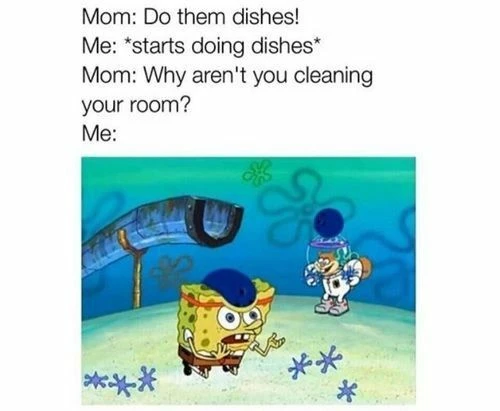 Mom: Do them dishes!
Me: *starts doing dishes*
Mom: Why aren't you cleaning
your room?
Me: